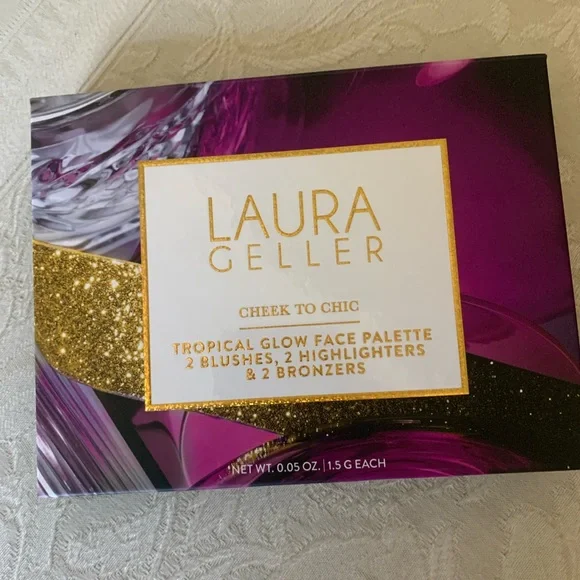 LAURA
GELLER
CHEEK TO CHIC
TROPICAL GLOW FACE PALETTE
2 BLUSHES, 2 HIGHLIGHTERS
& 2 BRONZERS
*NET WT. 0.05 OZ. | 1.5 G EACH